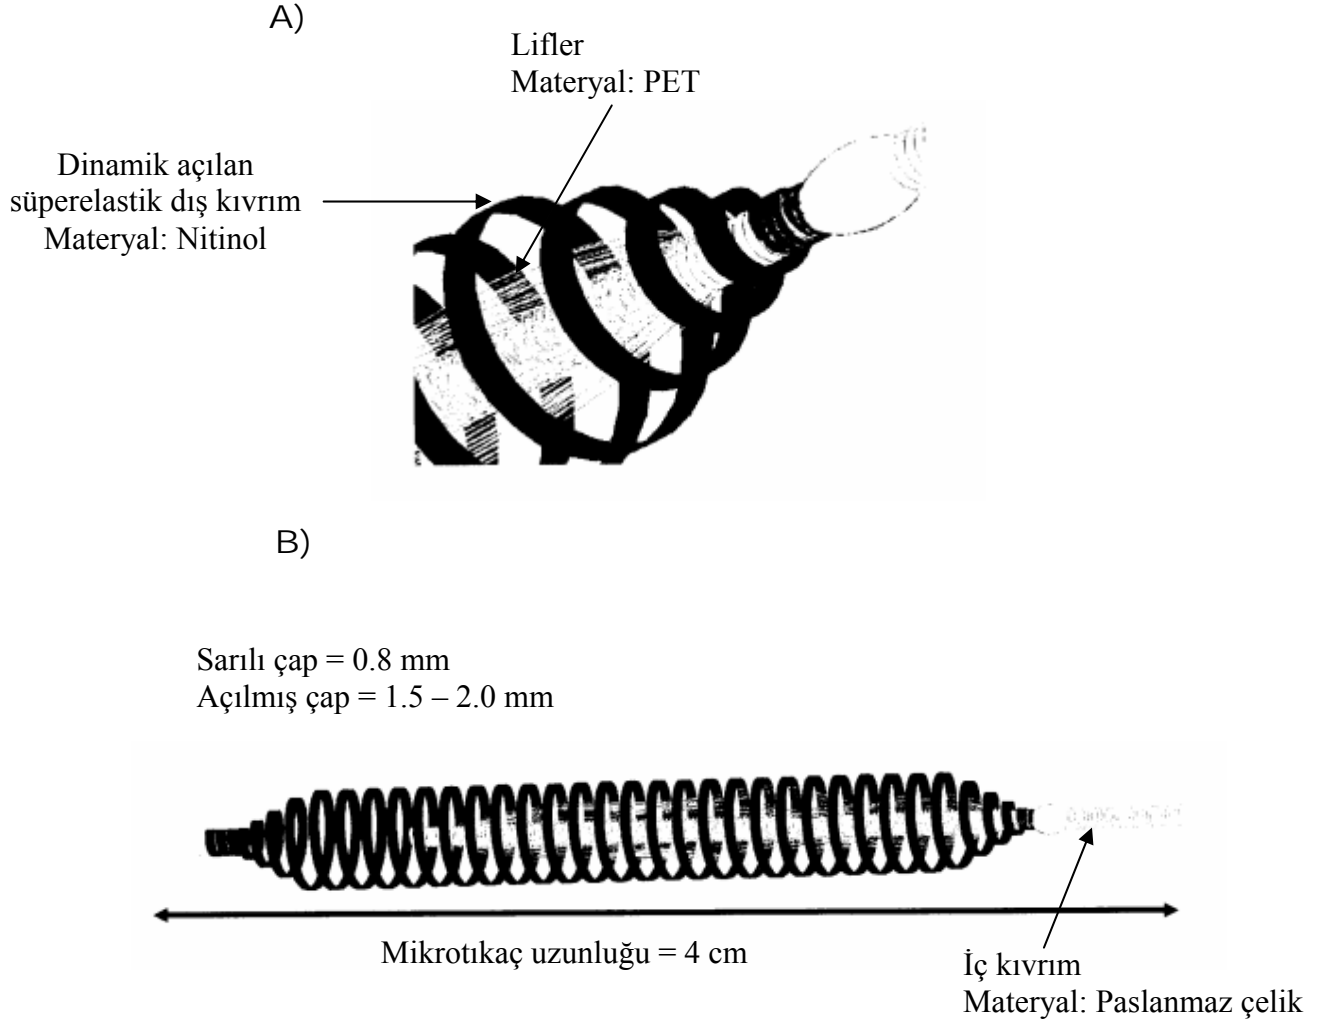 A)
Lifler
Materyal: PET
Dinamik açılan
süperelastik dış kıvrım
Materyal: Nitinol
B)
Sarılı çap = 0.8 mm
Açılmış çap = 1.5 – 2.0 mm
Mikrotıkaç uzunluğu = 4 cm
İç kıvrım
Materyal: Paslanmaz çelik